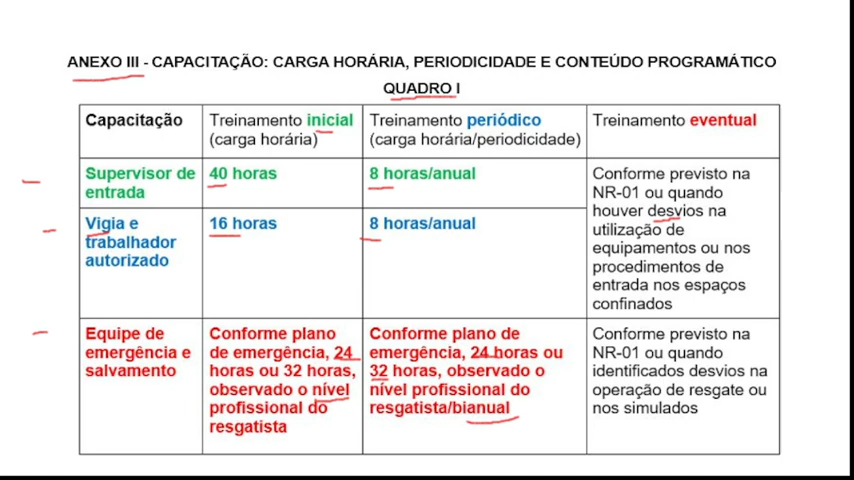 ANEXO III - CAPACITAÇÃO: CARGA HORÁRIA, PERIODICIDADE E CONTEÚDO PROGRAMÁTICO
QUADRO I
Capacitação
Treinamento inicial
(carga horária)
Treinamento periódico
(carga horária/periodicidade)
Treinamento eventual
Supervisor de
entrada
40 horas
8 horas/anual
Conforme previsto na
NR-01 ou quando
houver desvios na
utilização de
equipamentos ou nos
procedimentos de
entrada nos espaços
confinados
Vigia e
trabalhador
autorizado
16 horas
8 horas/anual
Equipe de
emergência e
salvamento
Conforme plano
de emergência, 24
horas ou 32 horas,
observado o nível
profissional do
resgatista
Conforme plano de
emergência, 24 horas ou
32 horas, observado o
nível profissional do
resgatista/bianual
Conforme previsto na
NR-01 ou quando
identificados desvios na
operação de resgate ou
nos simulados